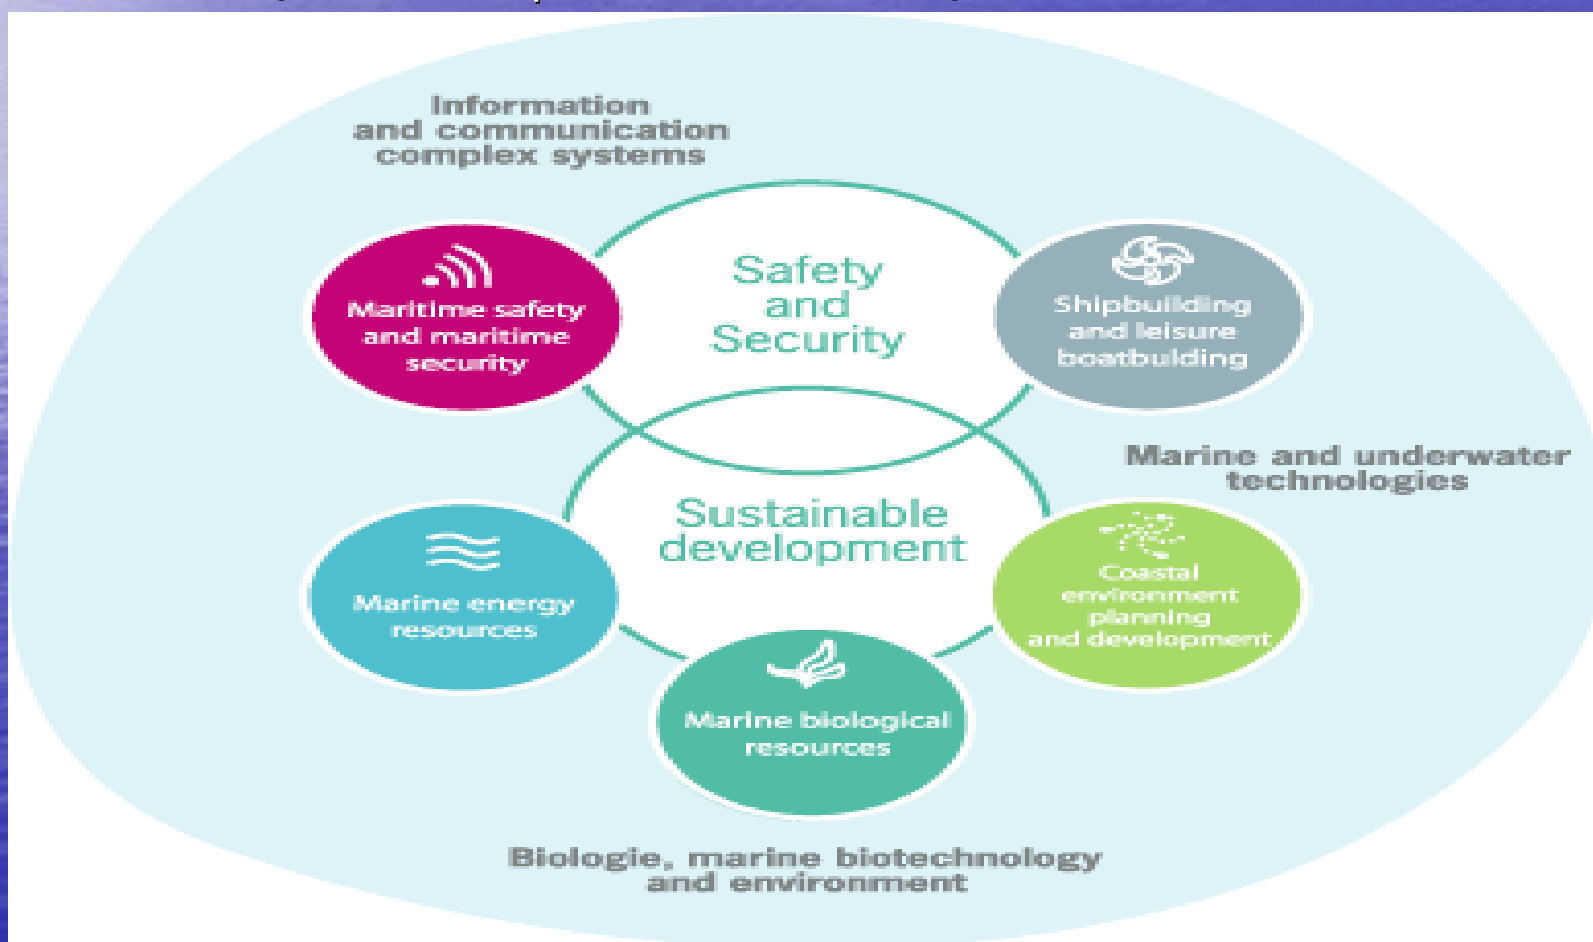 Information
and communication
complex systems
Safety
and
Security
Maritime safety
and maritime
security
Shipbuilding
and leisure
boatbulding
Marine and underwater
technologies
Sustainable
development
Marine energy
resources
Coastal
environment
planning
and development
Marine biological
resources
Biologie, marine biotechnology
and environment